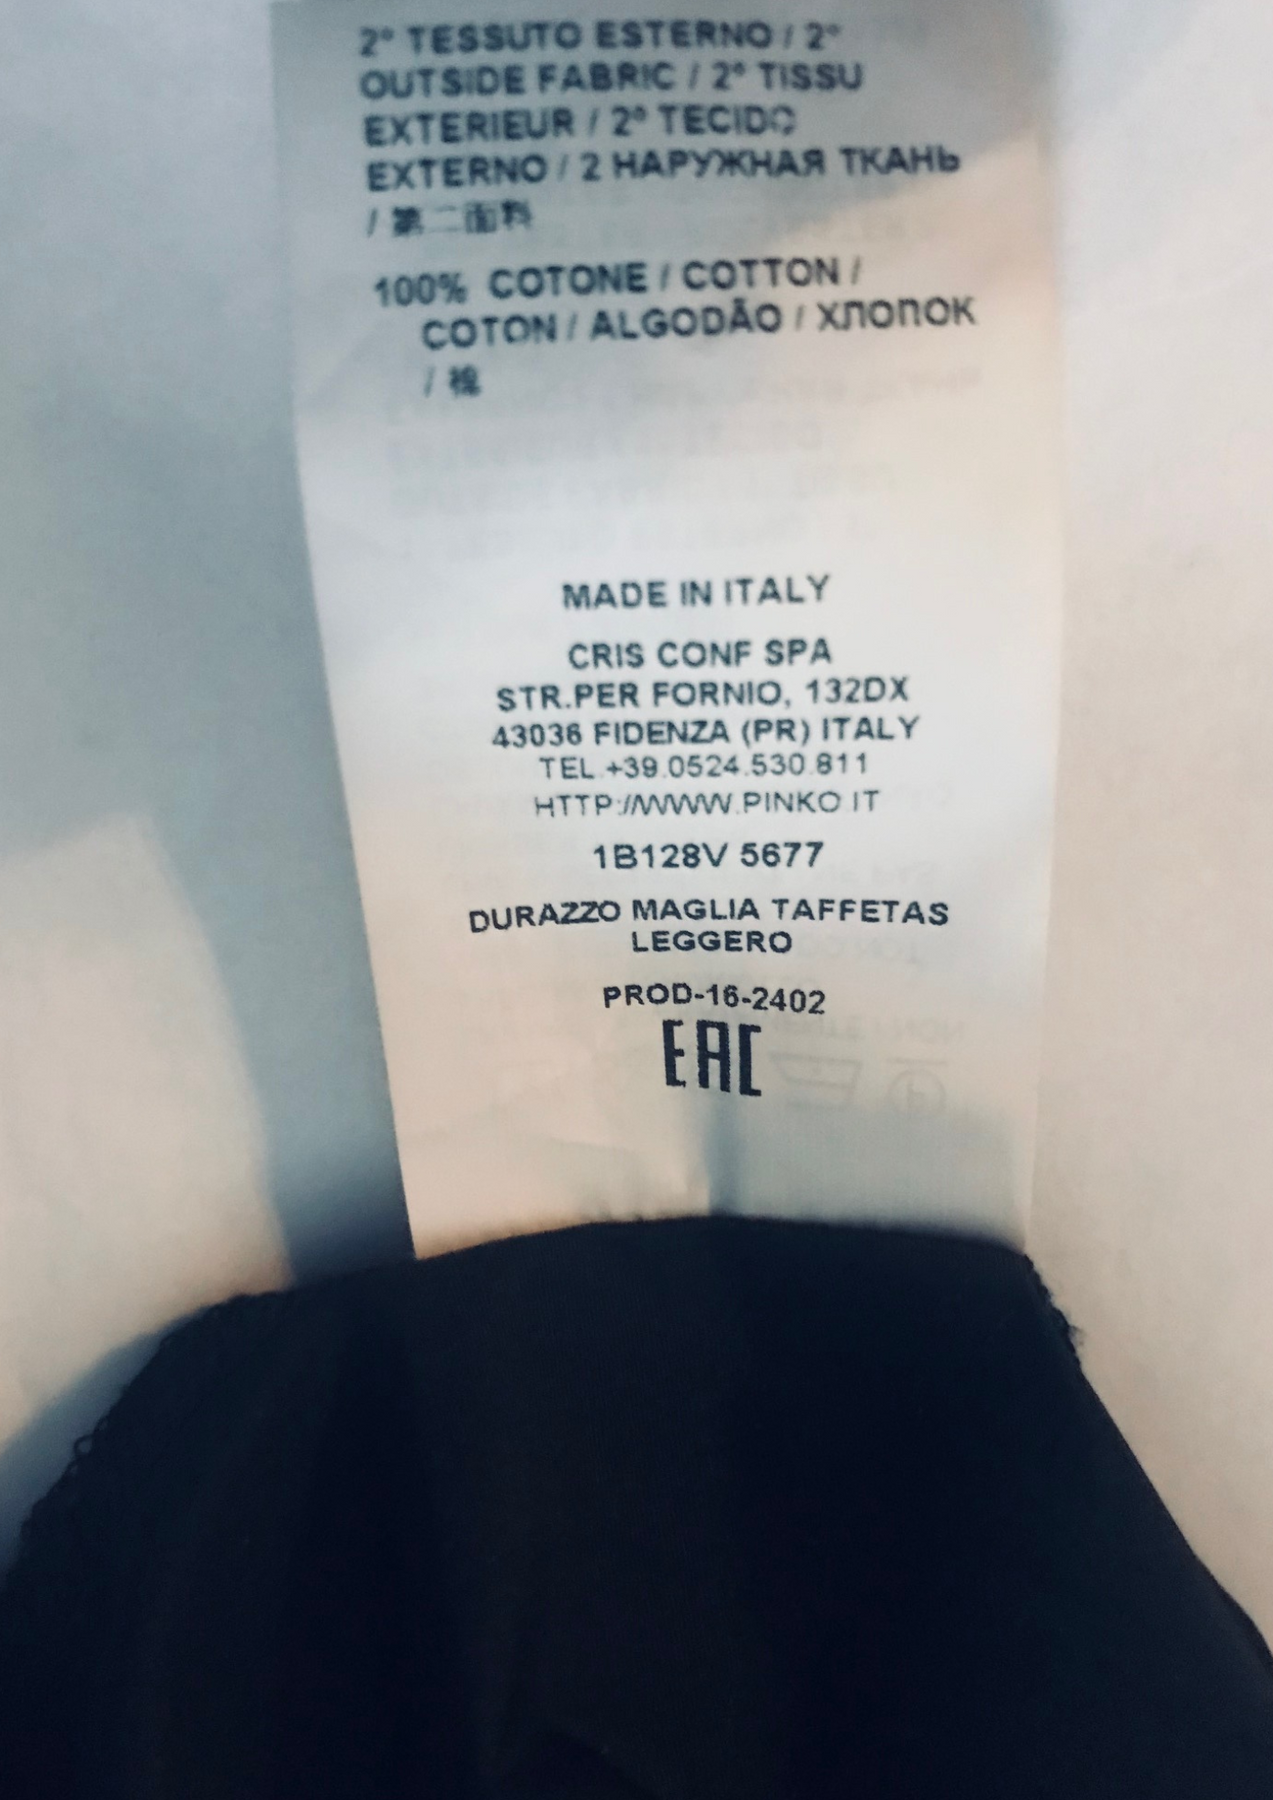 2° TESSUTO ESTERNO / 2°
OUTSIDE FABRIC / 2° TISSU
EXTERIEUR / 2° TECIDO
EXTERNO / 2 НАРУЖНАЯ ТКАНЬ
/ 第二面料
100% COTONE / COTTON /
COTON / ALGODÃO / ХЛОПОК
/ 棉
MADE IN ITALY
CRIS CONF SPA
STR.PER FORNIO, 132DX
43036 FIDENZA (PR) ITALY
TEL.+39.0524.530.811
HTTP://WWW.PINKO.IT
1B128V 5677
DURAZZO MAGLIA TAFFETAS
LEGGERO
PROD-16-2402
EAC